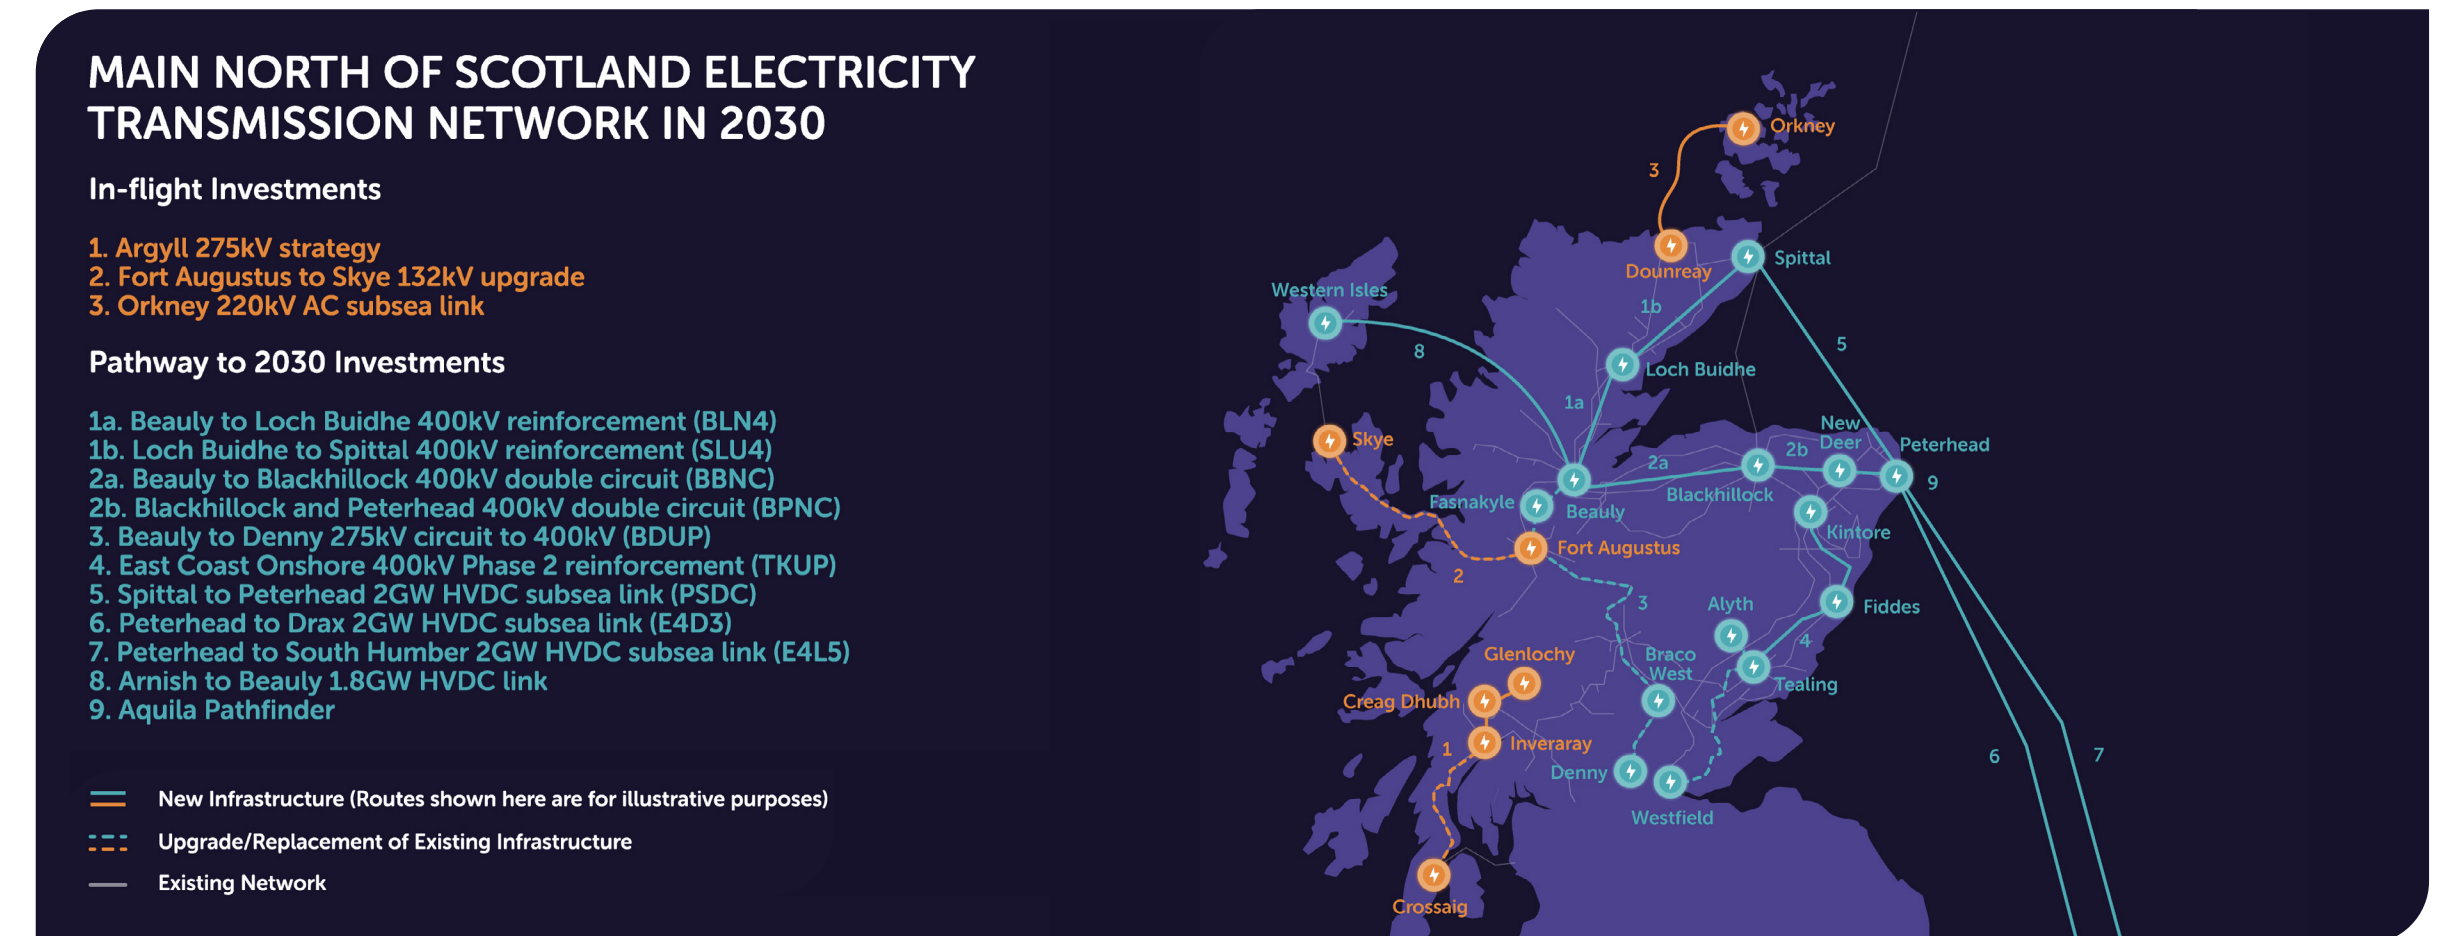 MAIN NORTH OF SCOTLAND ELECTRICITY
TRANSMISSION NETWORK IN 2030
In-flight Investments
1. Argyll 275kV strategy
2. Fort Augustus to Skye 132kV upgrade
3. Orkney 220kV AC subsea link
Pathway to 2030 Investments
1a. Beauly to Loch Buidhe 400kV reinforcement (BLN4)
1b. Loch Buidhe to Spittal 400kV reinforcement (SLU4)
2a. Beauly to Blackhillock 400kV double circuit (BBNC)
2b. Blackhillock and Peterhead 400kV double circuit (BPNC)
3. Beauly to Denny 275kV circuit to 400kV (BDUP)
4. East Coast Onshore 400kV Phase 2 reinforcement (TKUP)
5. Spittal to Peterhead 2GW HVDC subsea link (PSDC)
6. Peterhead to Drax 2GW HVDC subsea link (E4D3)
7. Peterhead to South Humber 2GW HVDC subsea link (E4L5)
8. Arnish to Beauly 1.8GW HVDC link
9. Aquila Pathfinder
New Infrastructure (Routes shown here are for illustrative purposes)
Upgrade/Replacement of Existing Infrastructure
Existing Network
Orkney
3
Dounreay
Spittal
Western Isles
1b
8
5
Loch Buidhe
1a
Skye
New
Deer
Peterhead
2b
2a
9
Blackhillock
Fasnakyle
Beauly
Kintore
Fort Augustus
2
3
Alyth
Fiddes
4
Glenlochy
Braco
West
Tealing
Creag Dhubh
1
Inveraray
6
7
Denny
Westfield
Crossaig